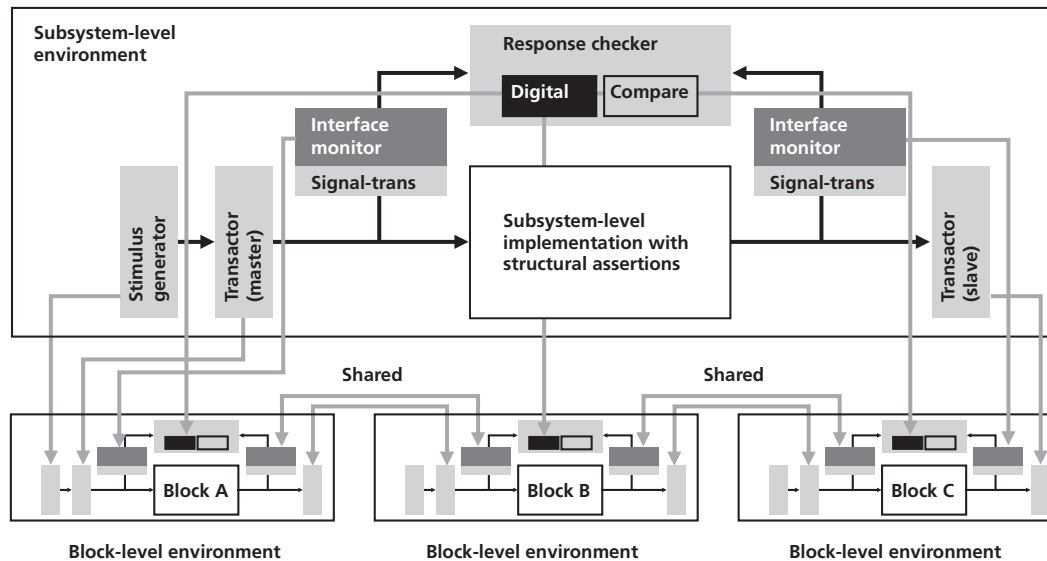 Subsystem-level
environment
Response checker
Digital
Compare
Interface
monitor
Signal-trans
Interface
monitor
Signal-trans
Stimulus
generator
Transactor
(master)
Subsystem-level
implementation with
structural assertions
Transactor
(slave)
Shared
Shared
Block A
Block B
Block C
Block-level environment
Block-level environment
Block-level environment